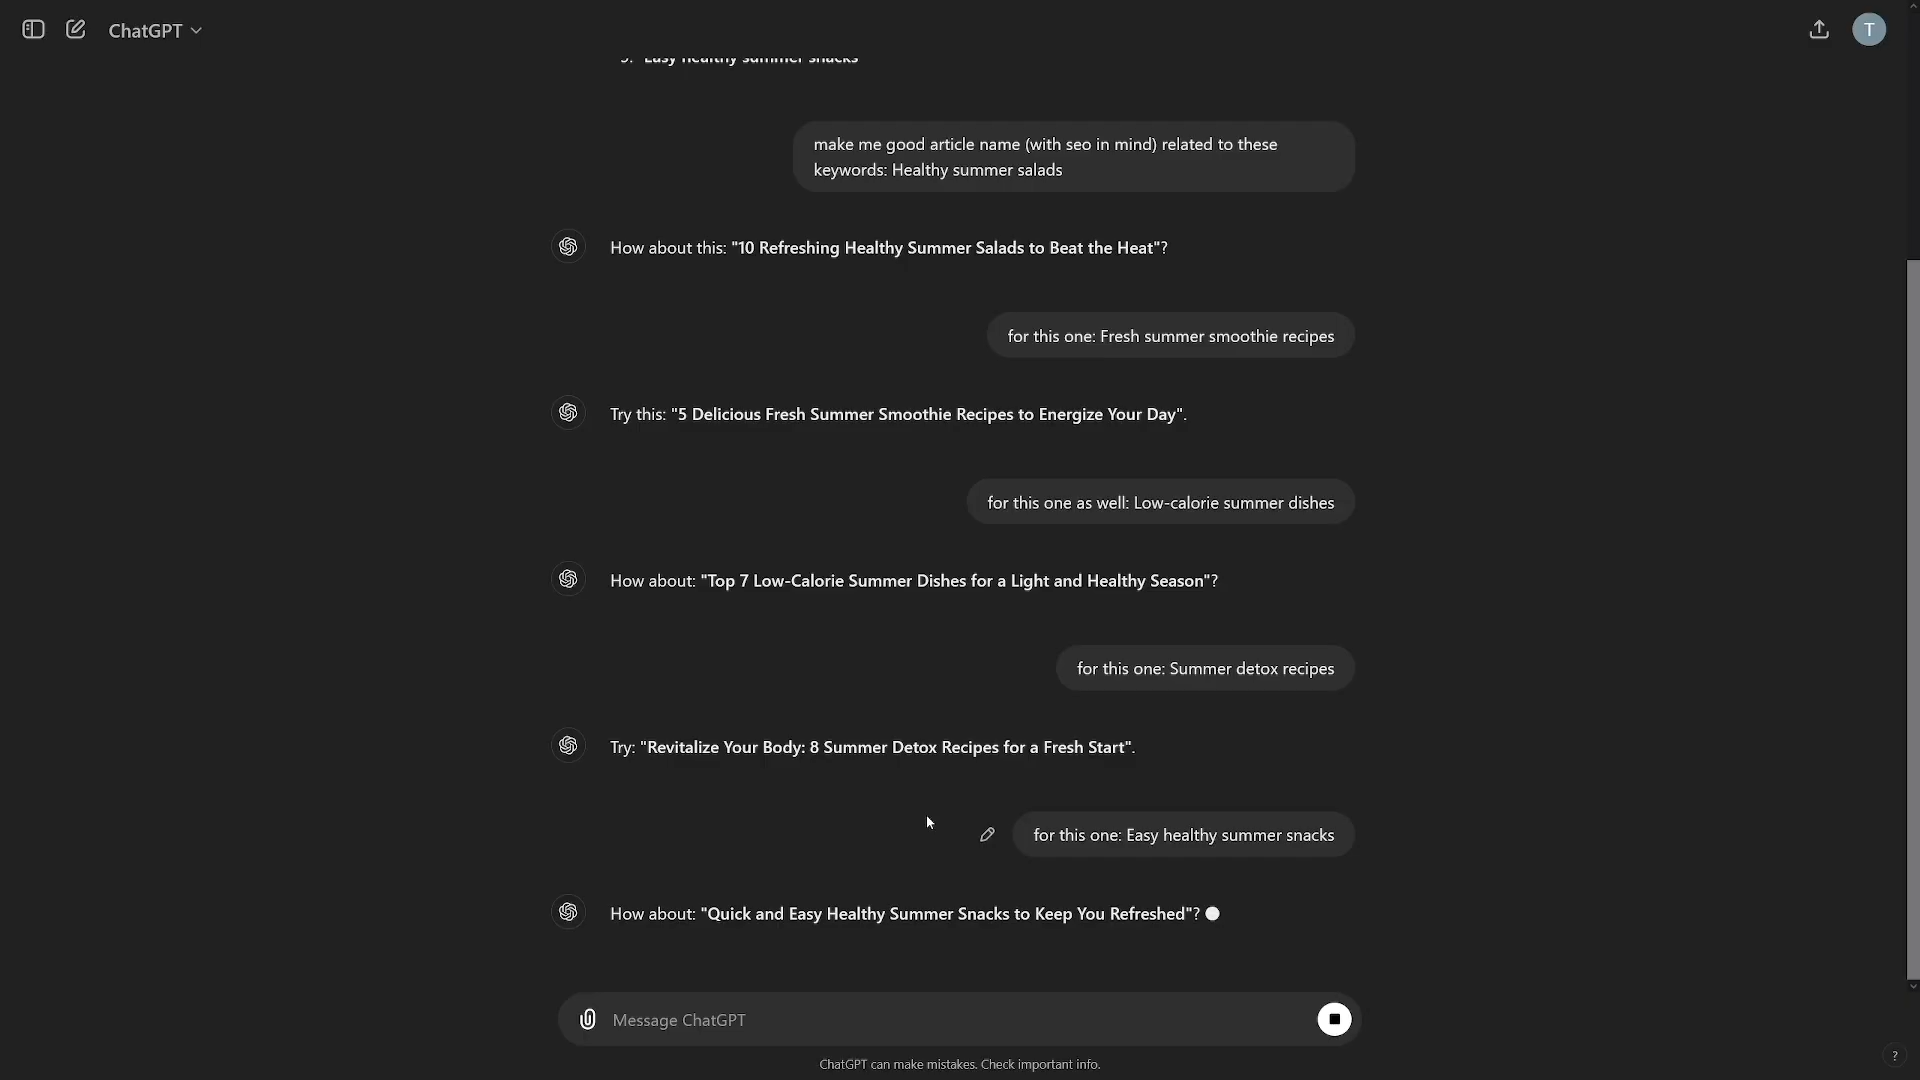 ChatGPT
T
9. Easy healthy summer snacks
make me good article name (with seo in mind) related to these
keywords: Healthy summer salads
How about this: "10 Refreshing Healthy Summer Salads to Beat the Heat"?
for this one: Fresh summer smoothie recipes
Try this: "5 Delicious Fresh Summer Smoothie Recipes to Energize Your Day".
for this one as well: Low-calorie summer dishes
How about: "Top 7 Low-Calorie Summer Dishes for a Light and Healthy Season"?
for this one: Summer detox recipes
Try: "Revitalize Your Body: 8 Summer Detox Recipes for a Fresh Start".
for this one: Easy healthy summer snacks
How about: "Quick and Easy Healthy Summer Snacks to Keep You Refreshed"?
Message ChatGPT
ChatGPT can make mistakes. Check important info.
?